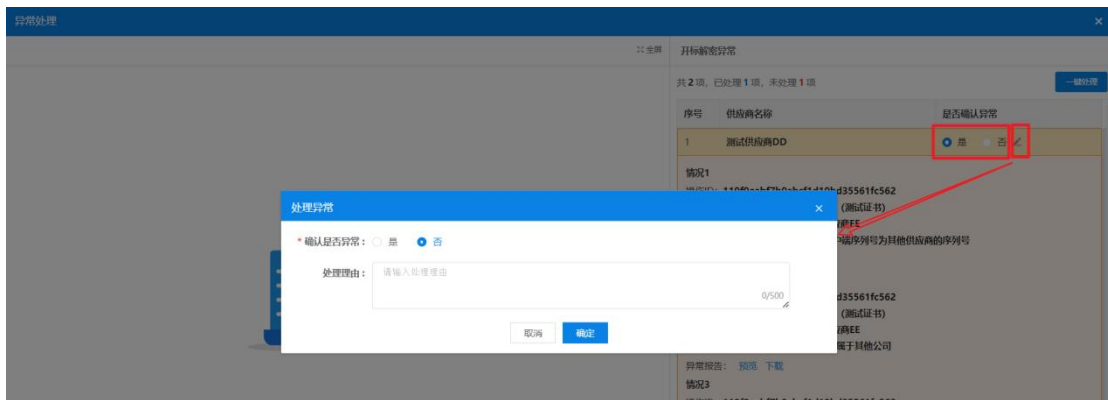 异常处理
全屏
开标解密异常
共2项，已处理1项，未处理1项
一键处理
序号 供应商名称 是否确认异常
1 测试供应商DD 是 否
情况1
d35561fc562
(测试证书)
商EE
户端序列号为其他供应商的序列号
处理异常
* 确认是否异常： 是 否
处理理由： 请输入处理理由
0/500
取消 确定
d35561fc562
(测试证书)
商EE
属于其他公司
异常报告： 预览 下载
情况3